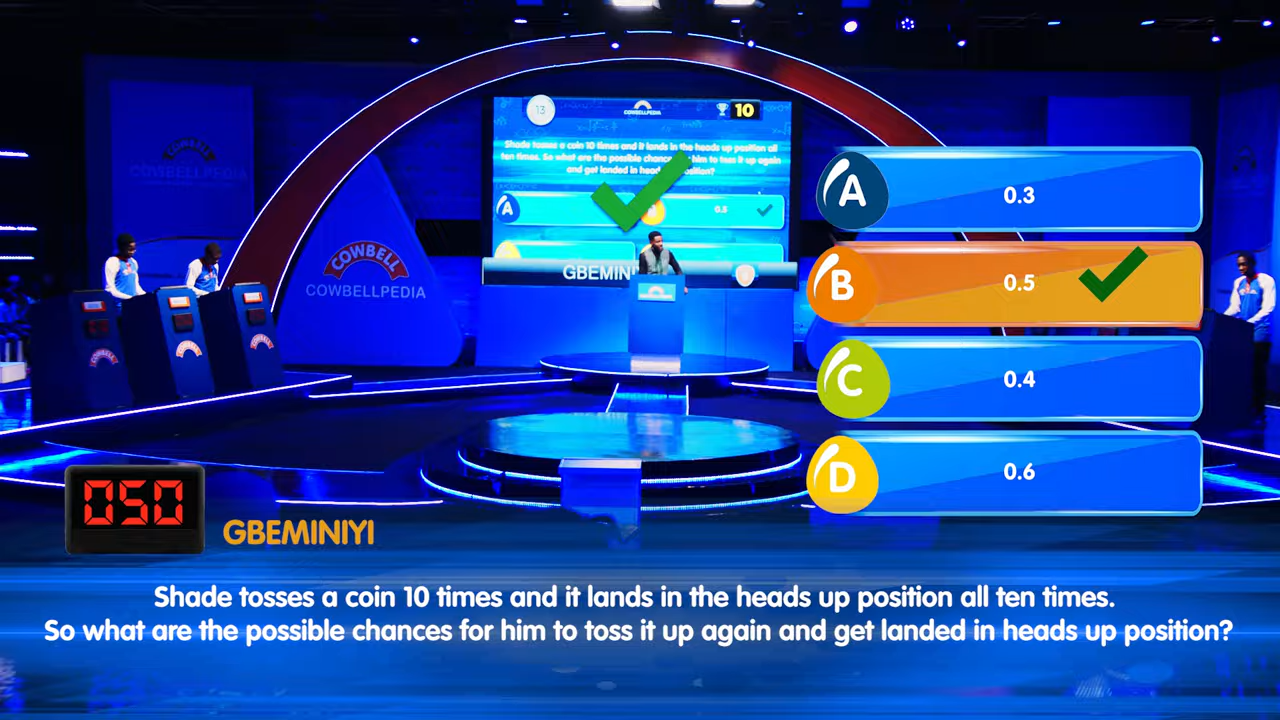 13
COWBELLPEDIA
10
Shade tosses a coin 10 times and it lands in the heads up position all
ten times. So what are the possible chances him to toss it up again
and get landed in heads position?
A
0.5
GBEMINI
COWBELLPEDIA
COWBELL
COWBELLPEDIA
A 0.3
B 0.5
C 0.4
D 0.6
050
GBEMINIYI
Shade tosses a coin 10 times and it lands in the heads up position all ten times.
So what are the possible chances for him to toss it up again and get landed in heads up position?